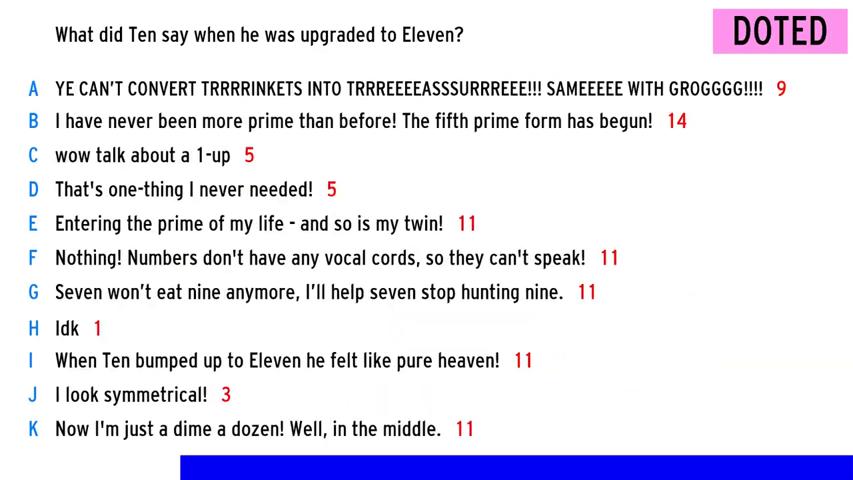 What did Ten say when he was upgraded to Eleven?
DOTED
A YE CAN'T CONVERT TRRRRINKETS INTO TRRREEEEASSSURRREEE!!! SAMEEEEE WITH GROGGGG!!!! 9
B I have never been more prime than before! The fifth prime form has begun! 14
C wow talk about a 1-up 5
D That's one-thing I never needed! 5
E Entering the prime of my life - and so is my twin! 11
F Nothing! Numbers don't have any vocal cords, so they can't speak! 11
G Seven won't eat nine anymore, I'll help seven stop hunting nine. 11
H Idk 1
I When Ten bumped up to Eleven he felt like pure heaven! 11
J I look symmetrical! 3
K Now I'm just a dime a dozen! Well, in the middle. 11